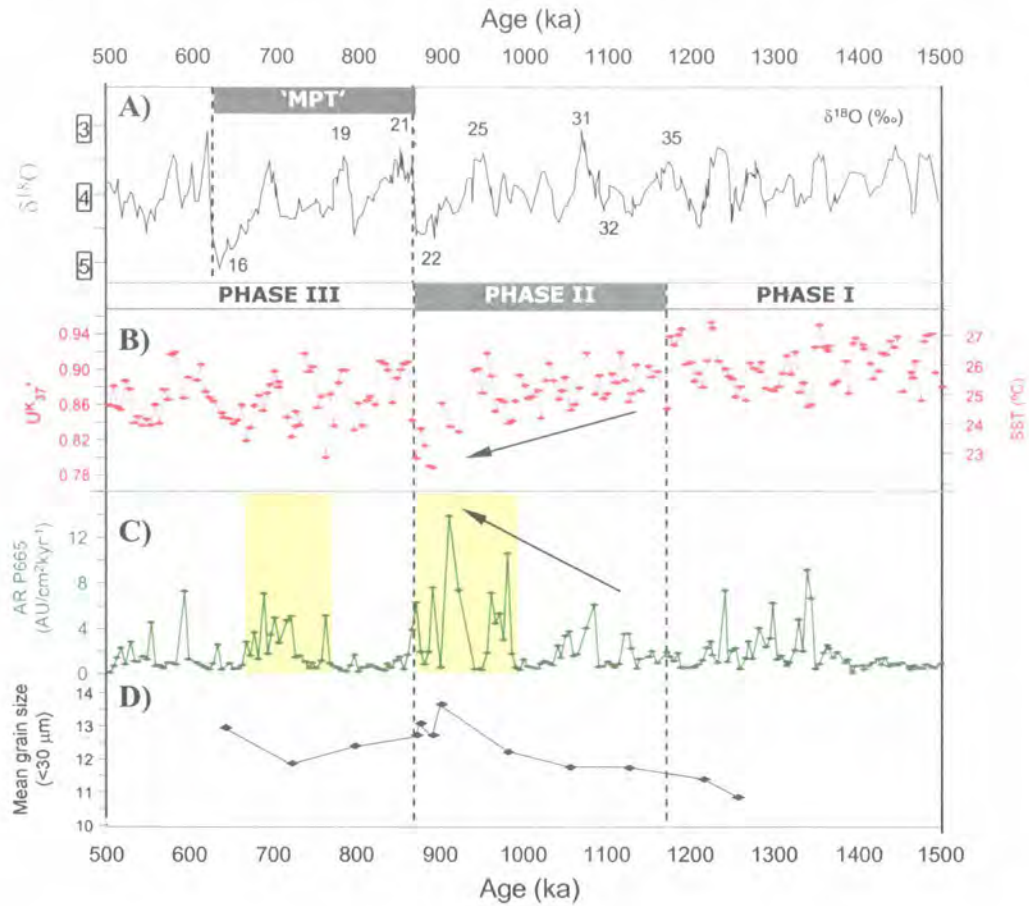 Age (ka)
500 600 700 800 900 1000 1100 1200 1300 1400 1500
A)
'MPT'
δ¹⁸O (‰)
δ¹⁸O
3
4
5
16
19
21
22
25
31
32
35
PHASE III
PHASE II
PHASE I
B)
Uᴷ₃₇'
0.94
0.90
0.86
0.82
0.78
27
26
25
24
23
SST (ºC)
C)
AR P665
(AU/cm²kyr⁻¹)
12
8
4
0
D)
Mean grain size
(<30 μm)
14
13
12
11
10
500 600 700 800 900 1000 1100 1200 1300 1400 1500
Age (ka)